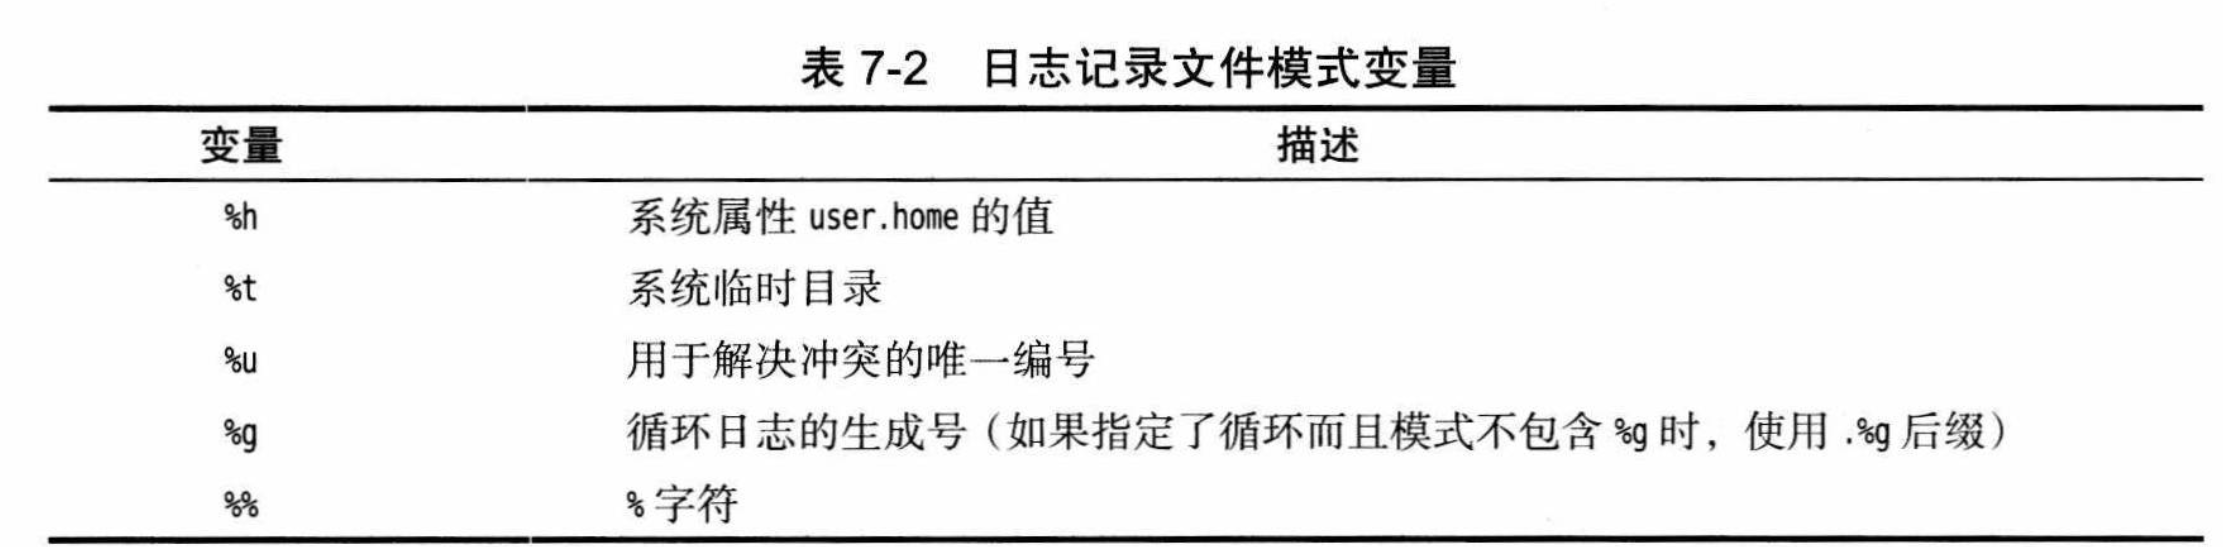 表 7-2 日志记录文件模式变量
变量 描述
%h 系统属性 user.home 的值
%t 系统临时目录
%u 用于解决冲突的唯一编号
%g 循环日志的生成号（如果指定了循环而且模式不包含 %g 时，使用 .%g 后缀）
%% % 字符